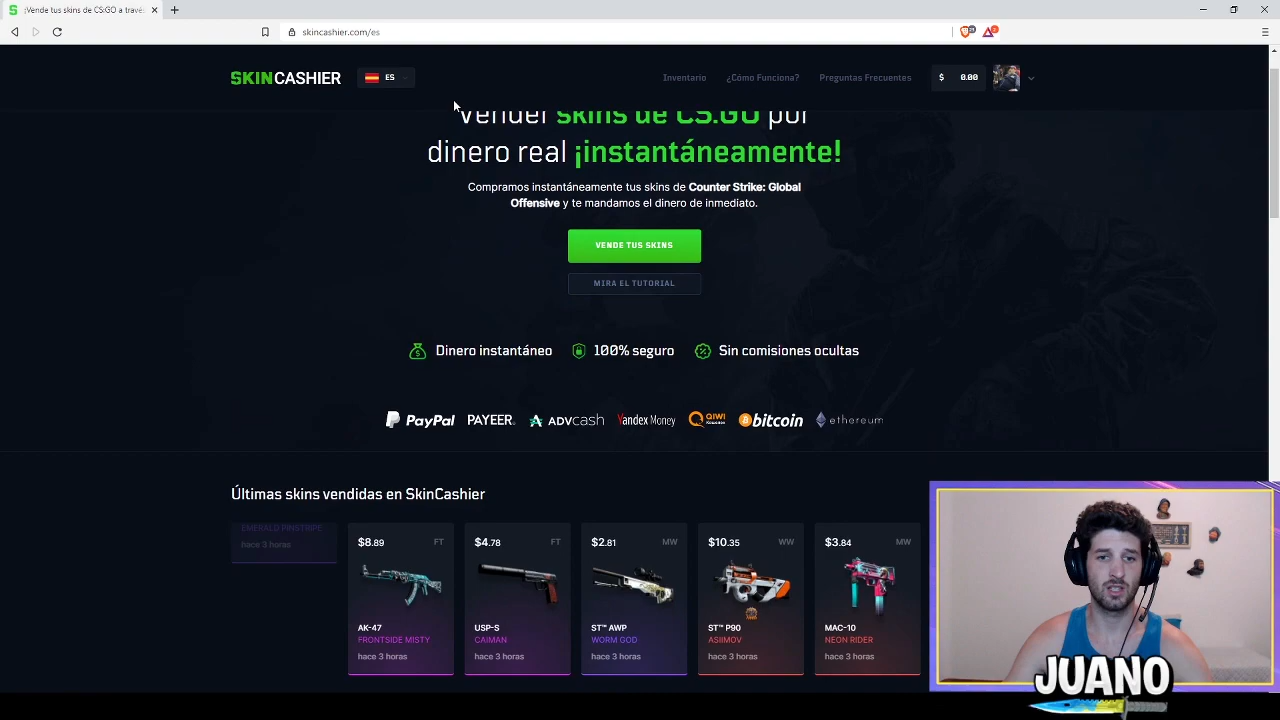 ¡Vende tus skins de CS:GO a travé
skincashier.com/es
SKINCASHIER
ES
Inventario
¿Cómo Funciona?
Preguntas Frecuentes
$ 0.00
Vender skins de CS:GO por
dinero real ¡instantáneamente!
Compramos instantáneamente tus skins de Counter Strike: Global
Offensive y te mandamos el dinero de inmediato.
VENDE TUS SKINS
MIRA EL TUTORIAL
Dinero instantáneo
100% seguro
Sin comisiones ocultas
PayPal
PAYEER
ADVcash
Yandex Money
QIWI
bitcoin
ethereum
Últimas skins vendidas en SkinCashier
EMERALD PINSTRIPE
hace 3 horas
$8.89 FT
AK-47
FRONTSIDE MISTY
hace 3 horas
$4.78 FT
USP-S
CAIMAN
hace 3 horas
$2.81 MW
ST™ AWP
WORM GOD
hace 3 horas
$10.35 WW
ST™ P90
ASIIMOV
hace 3 horas
$3.84 MW
MAC-10
NEON RIDER
hace 3 horas
JUANO